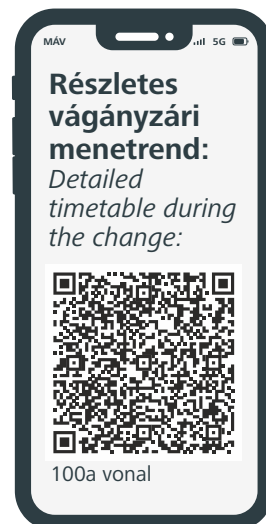 MÁV 5G
Részletes
vágányzári
menetrend:
Detailed
timetable during
the change:
100a vonal